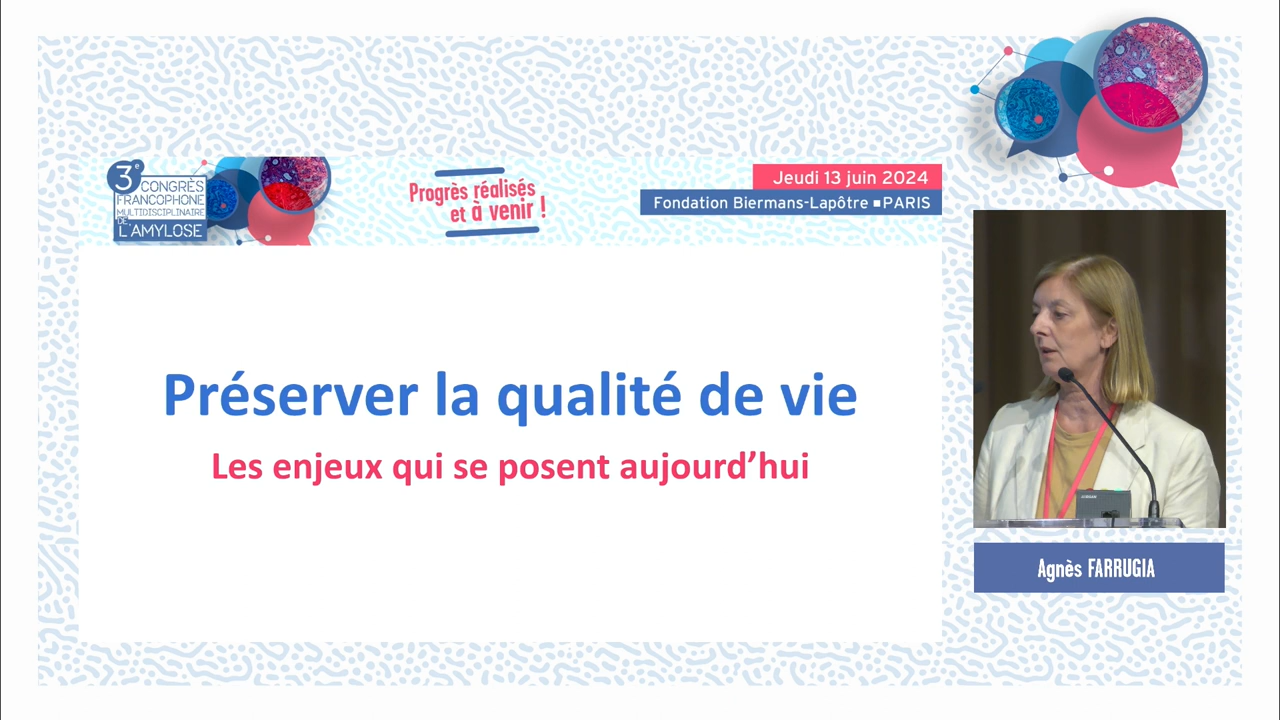 3e
CONGRÈS
FRANCOPHONE
MULTIDISCIPLINAIRE
DE
L'AMYLOSE
Progrès réalisés
et à venir !
Jeudi 13 juin 2024
Fondation Biermans-Lapôtre ■ PARIS
Préserver la qualité de vie
Les enjeux qui se posent aujourd’hui
Agnès FARRUGIA